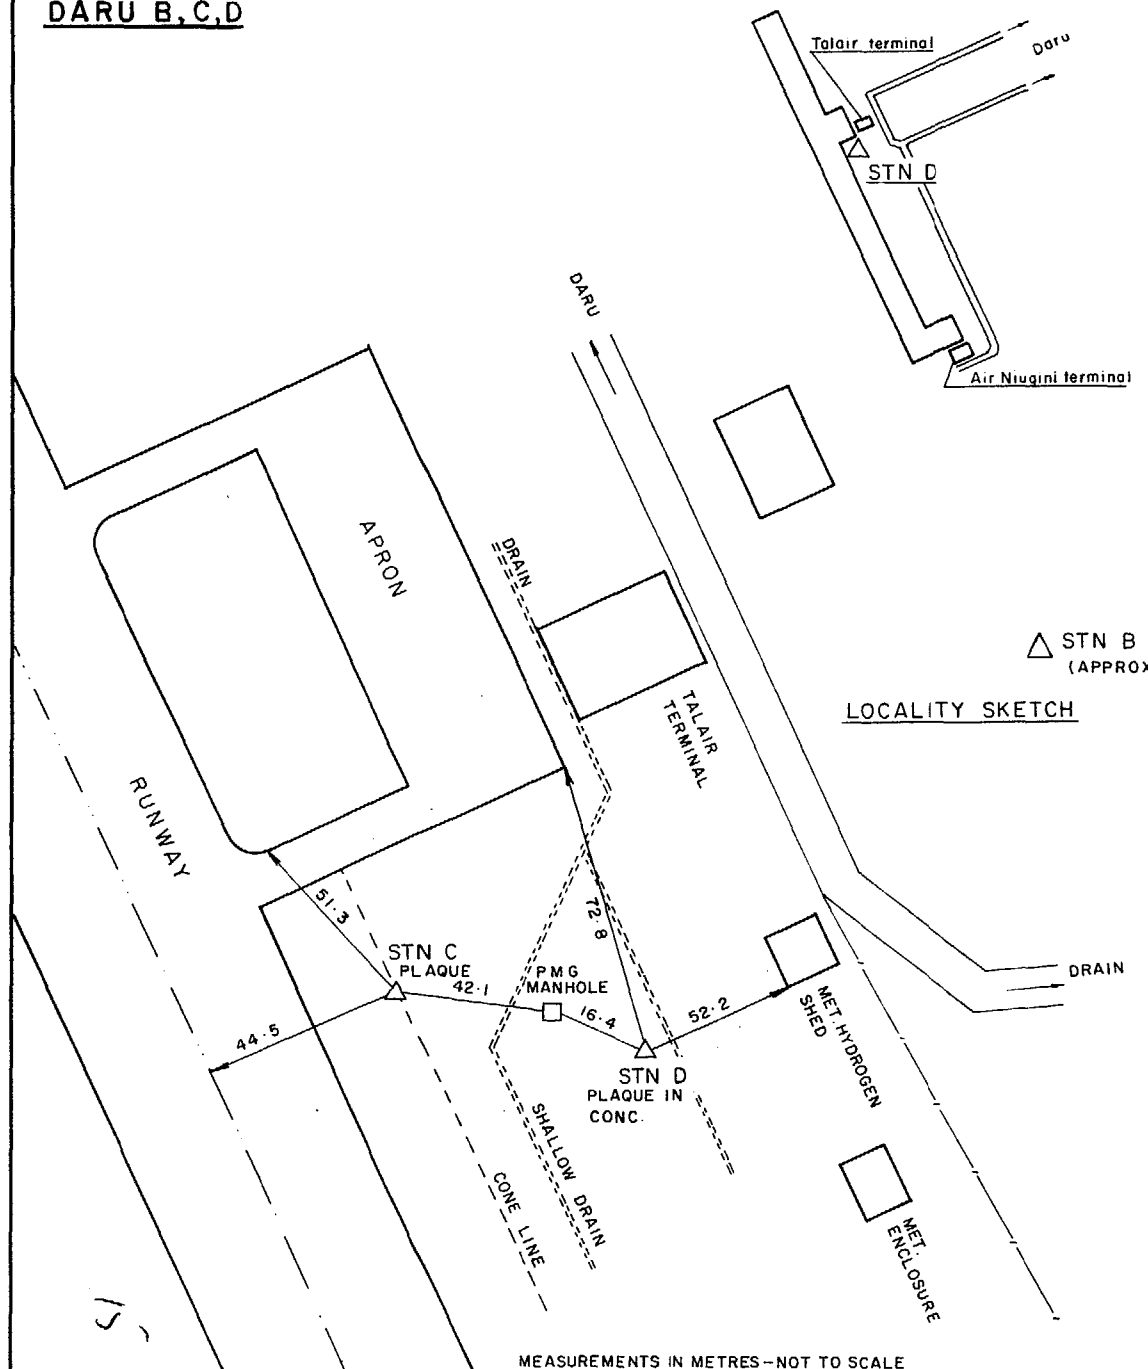 DARU B,C,D
Talair terminal
Daru
STN D
Air Niugini terminal
DARU
APRON
DRAIN
STN B
(APPROX
LOCALITY SKETCH
TALAIR
TERMINAL
RUNWAY
51.3
72.8
STN C
PLAQUE
42.1
PMG
MANHOLE
16.4
52.2
DRAIN
44.5
MET. HYDROGEN
SHED
STN D
PLAQUE IN
CONC.
SHALLOW DRAIN
CONE LINE
MET.
ENCLOSURE
MEASUREMENTS IN METRES-NOT TO SCALE